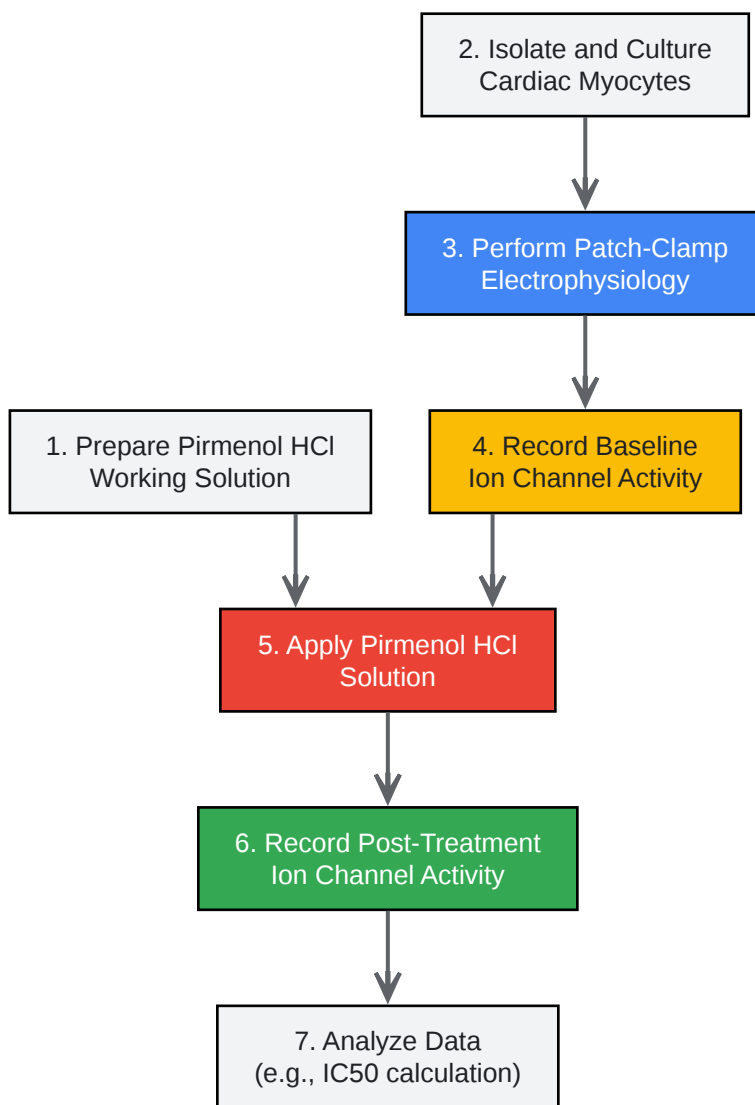 2. Isolate and Culture
Cardiac Myocytes
3. Perform Patch-Clamp
Electrophysiology
1. Prepare Pirmenol HCl
Working Solution
4. Record Baseline
Ion Channel Activity
5. Apply Pirmenol HCl
Solution
6. Record Post-Treatment
Ion Channel Activity
7. Analyze Data
(e.g., IC50 calculation)